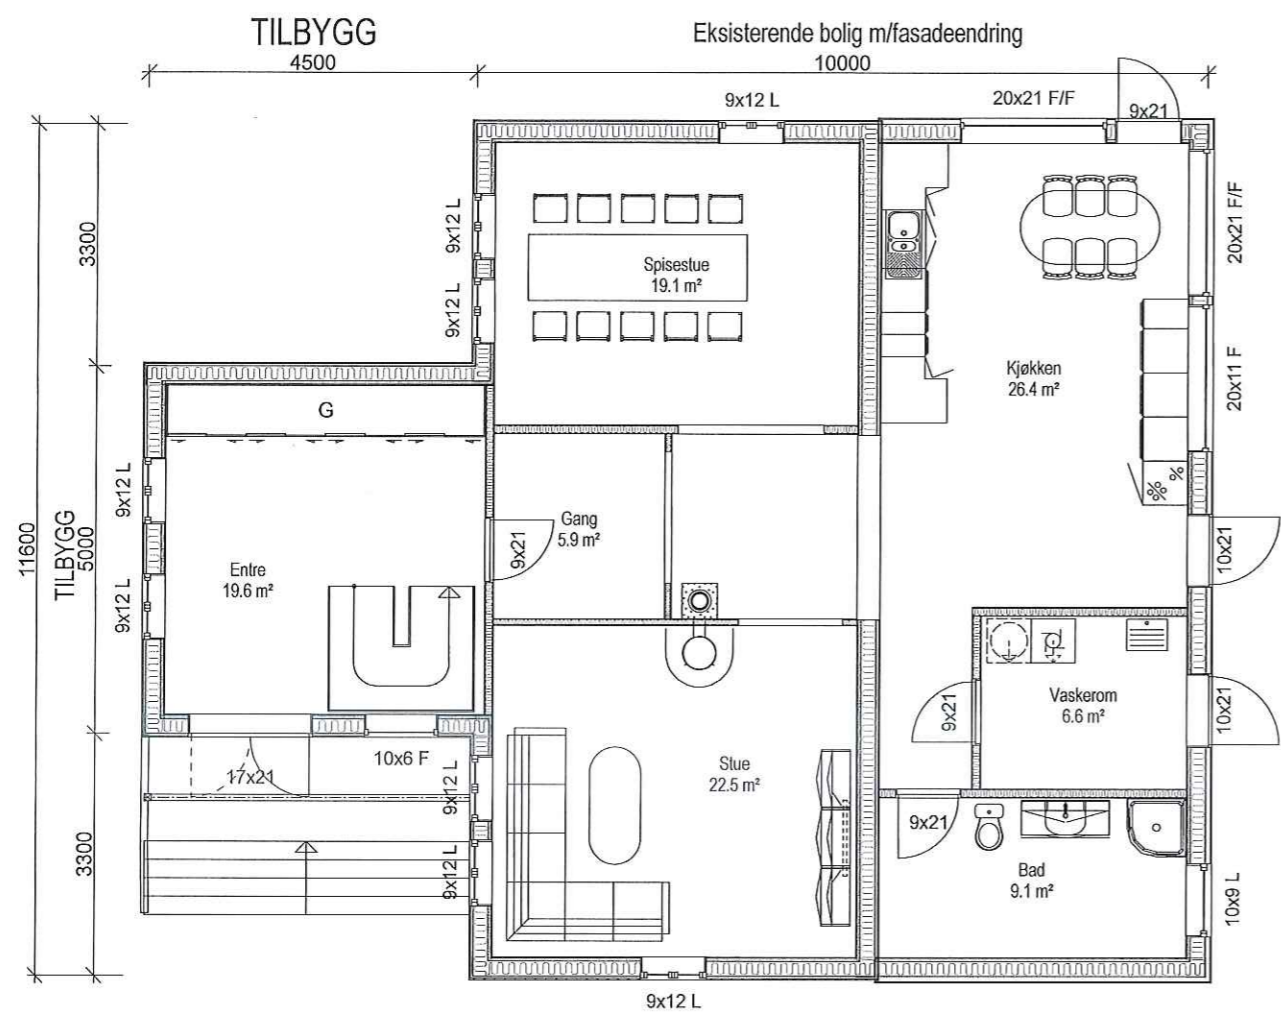 TILBYGG
Eksisterende bolig m/fasadeendring
4500
10000
9x12 L
20x21 F/F
9x21
3300
9x12 L
9x12 L
Spisestue
19.1 m²
20x21 F/F
Kjøkken
26.4 m²
20x11 F
G
11600
TILBYGG
5000
9x12 L
9x12 L
Entre
19.6 m²
9x21
Gang
5.9 m²
10x21
Vaskerom
6.6 m²
9x21
10x21
17x21
10x6 F
9x12 L
9x12 L
Stue
22.5 m²
3300
9x21
Bad
9.1 m²
10x9 L
9x12 L